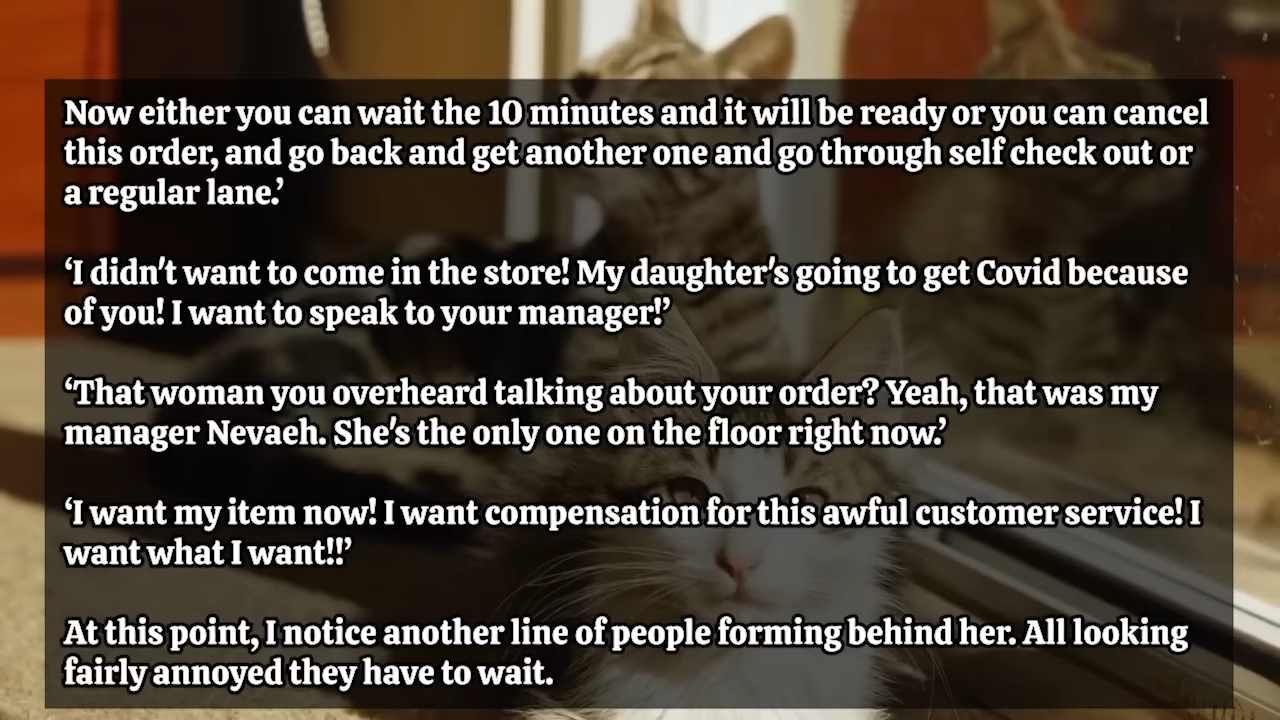 Now either you can wait the 10 minutes and it will be ready or you can cancel
this order, and go back and get another one and go through self check out or
a regular lane.’
‘I didn't want to come in the store! My daughter's going to get Covid because
of you! I want to speak to your manager!’
‘That woman you overheard talking about your order? Yeah, that was my
manager Nevaeh. She's the only one on the floor right now.’
‘I want my item now! I want compensation for this awful customer service! I
want what I want!!’
At this point, I notice another line of people forming behind her. All looking
fairly annoyed they have to wait.